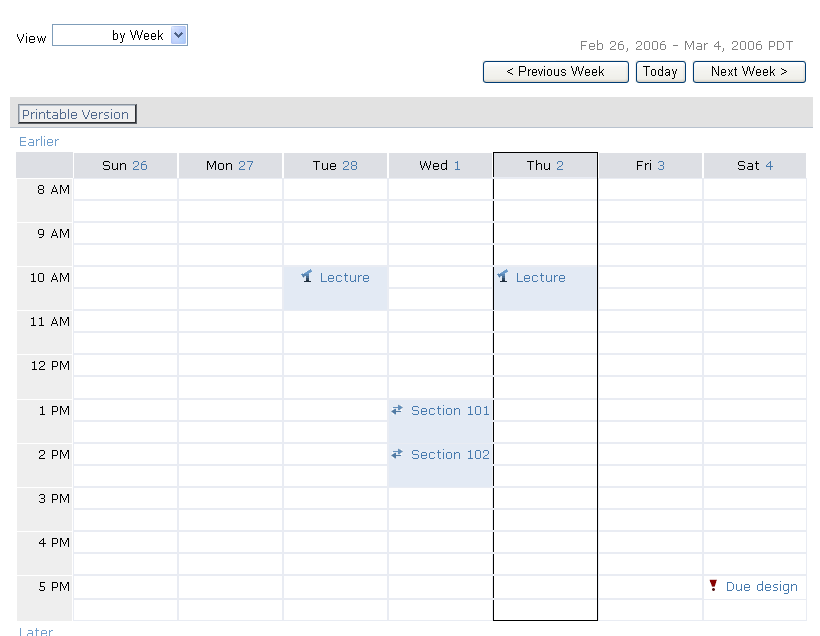 View by Week
Feb 26, 2006 - Mar 4, 2006 PDT
< Previous Week Today Next Week >
Printable Version
Earlier
Sun 26 Mon 27 Tue 28 Wed 1 Thu 2 Fri 3 Sat 4
8 AM
9 AM
10 AM Lecture Lecture
11 AM
12 PM
1 PM Section 101
2 PM Section 102
3 PM
4 PM
5 PM Due design
Later